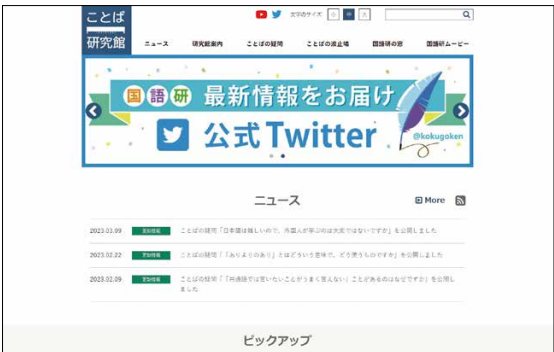 ことば
研究館
文字のサイズ 小 中 大
ニュース 研究館案内 ことばの疑問 ことばの波止場 国語研の窓 国語研ムービー
国語研 最新情報をお届け
公式Twitter
@kokugoken
ニュース
More
2023.03.09 更新情報 ことばの疑問「日本語は難しいので、外国人が学ぶのは大変ではないですか」を公開しました
2023.02.22 更新情報 ことばの疑問「「ありよりのあり」とはどういう意味で、どう使うものですか」を公開しました
2023.02.09 更新情報 ことばの疑問「「共通語では言いたいことがうまく言えない」ことがあるのはなぜですか」を公開し
ました
ピックアップ